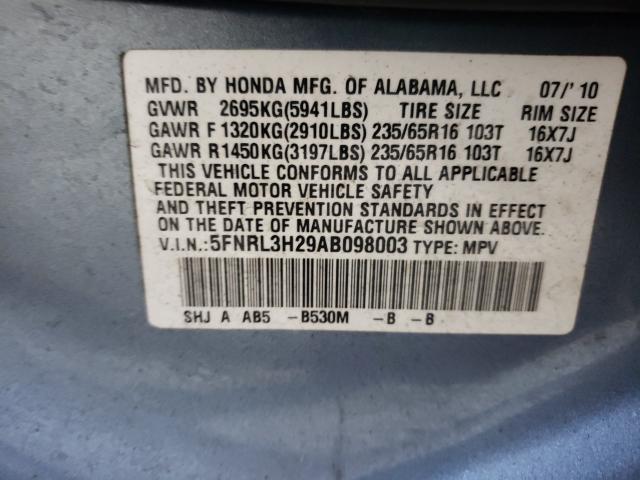 MFD. BY HONDA MFG. OF ALABAMA, LLC 07/'10
GVWR 2695KG(5941LBS) TIRE SIZE RIM SIZE
GAWR F1320KG(2910LBS) 235/65R16 103T 16X7J
GAWR R1450KG(3197LBS) 235/65R16 103T 16X7J
THIS VEHICLE CONFORMS TO ALL APPLICABLE
FEDERAL MOTOR VEHICLE SAFETY
AND THEFT PREVENTION STANDARDS IN EFFECT
ON THE DATE OF MANUFACTURE SHOWN ABOVE.
V.I.N.:5FNRL3H29AB098003 TYPE: MPV
SHJ A AB5 -B530M -B -B